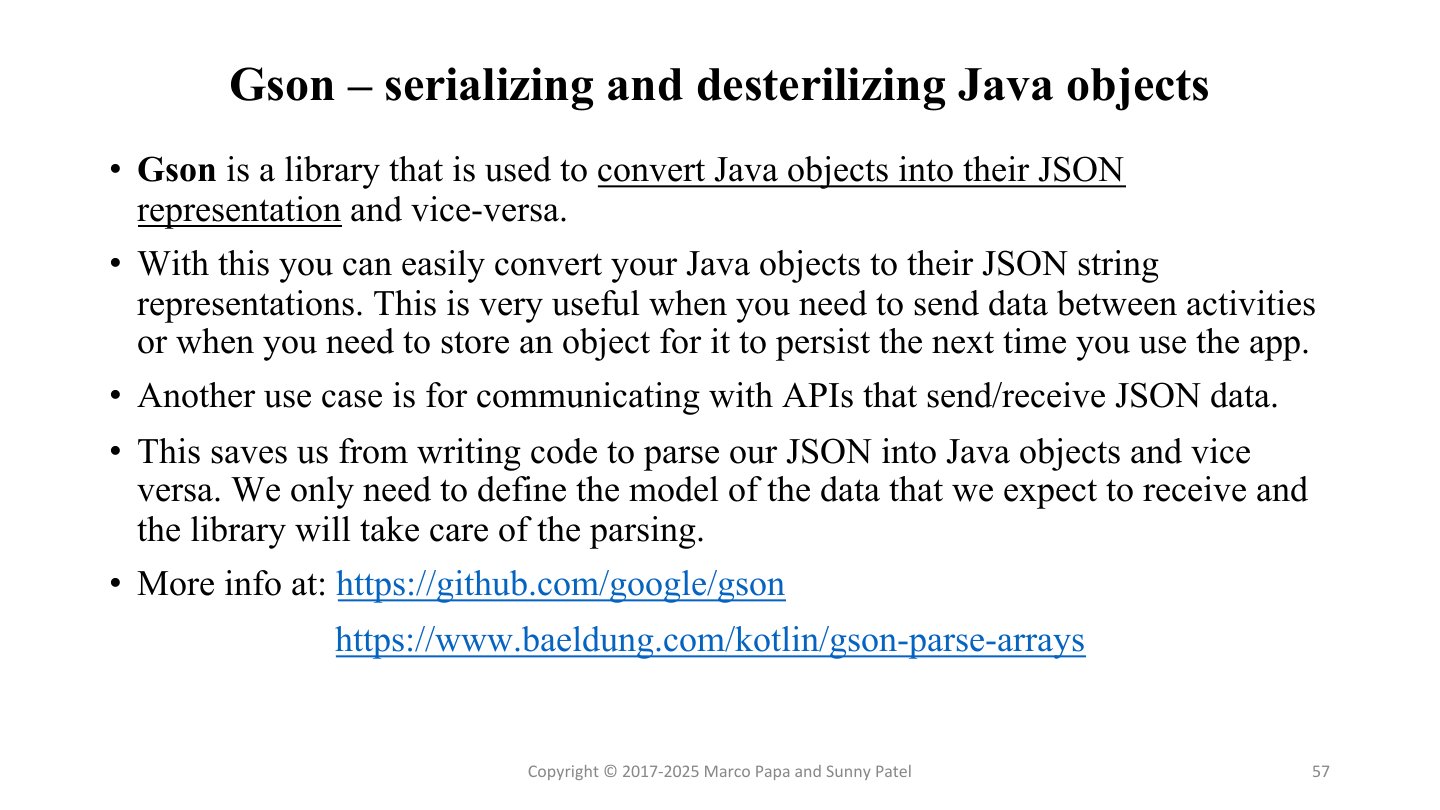 Gson – serializing and desterilizing Java objects
• Gson is a library that is used to convert Java objects into their JSON
representation and vice-versa.
• With this you can easily convert your Java objects to their JSON string
representations. This is very useful when you need to send data between activities
or when you need to store an object for it to persist the next time you use the app.
• Another use case is for communicating with APIs that send/receive JSON data.
• This saves us from writing code to parse our JSON into Java objects and vice
versa. We only need to define the model of the data that we expect to receive and
the library will take care of the parsing.
• More info at: https://github.com/google/gson
https://www.baeldung.com/kotlin/gson-parse-arrays
Copyright © 2017-2025 Marco Papa and Sunny Patel
57